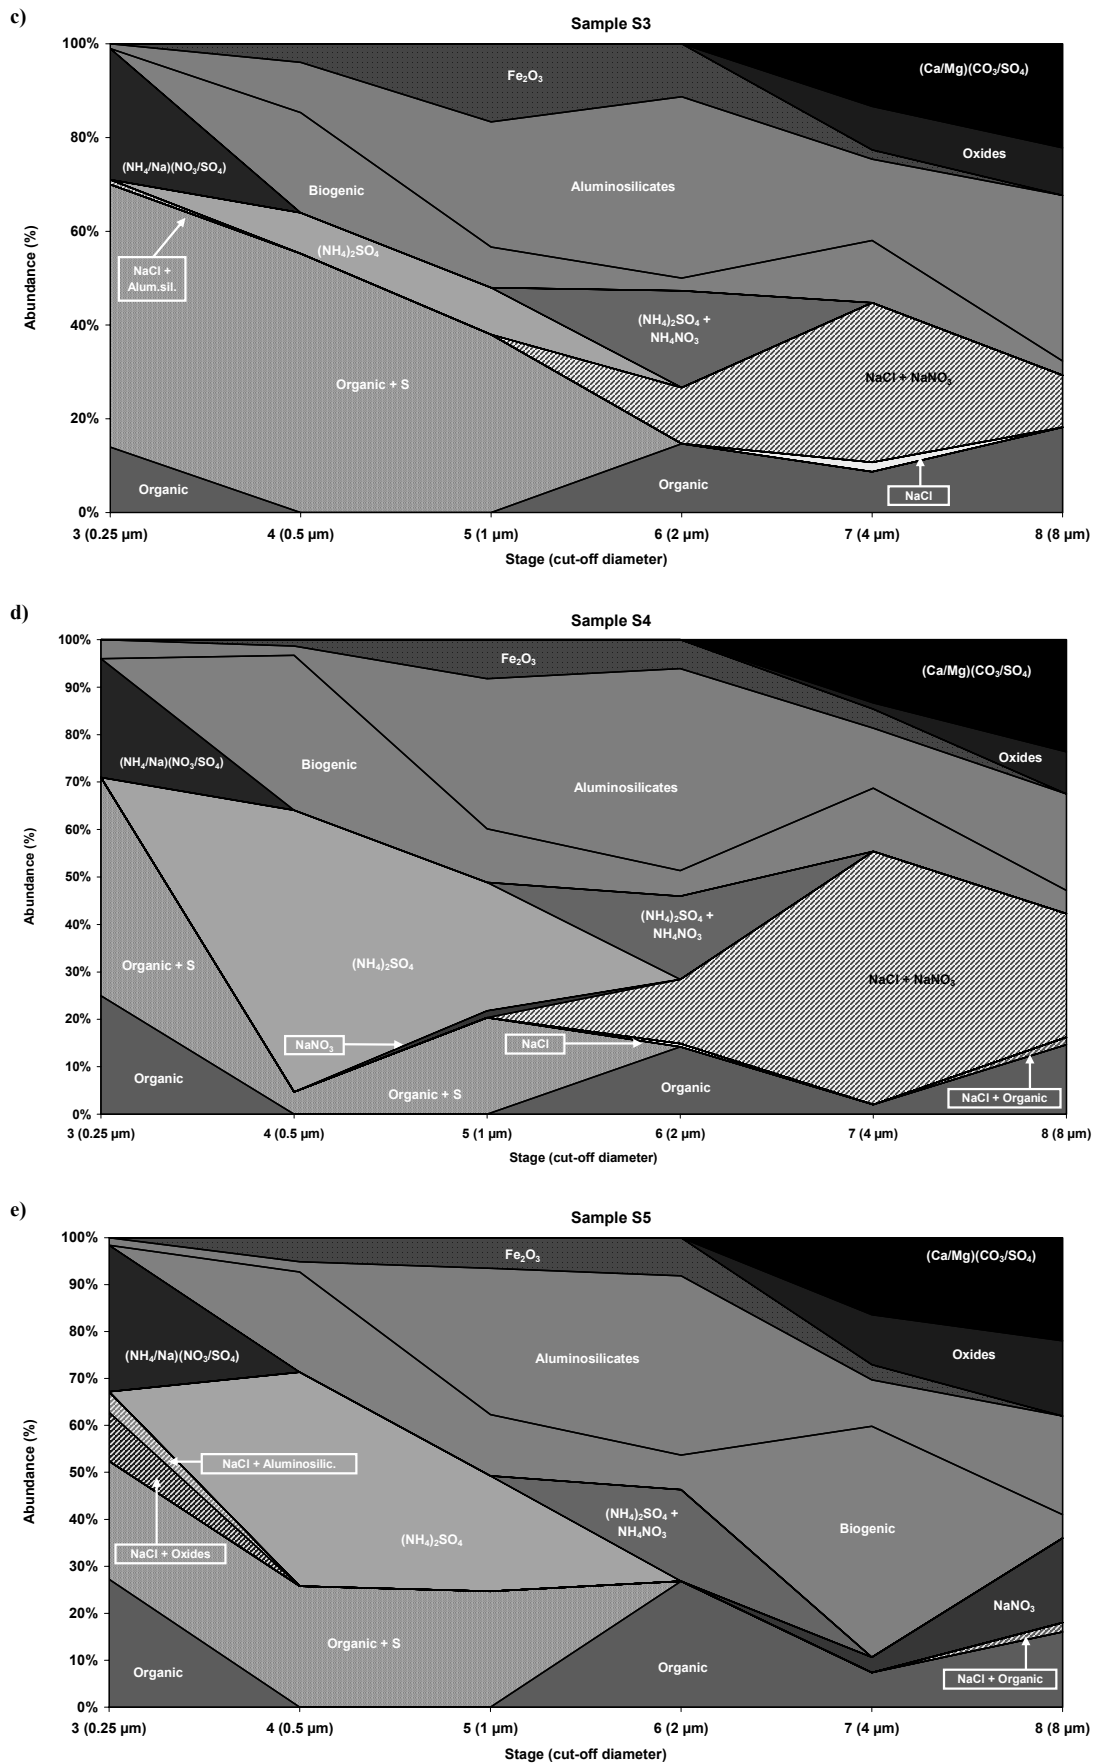 c)
Sample S3
100%
80%
60%
40%
20%
0%
Abundance (%)
Fe₂O₃
(Ca/Mg)(CO₃/SO₄)
Oxides
(NH₄/Na)(NO₃/SO₄)
Biogenic
Aluminosilicates
(NH₄)₂SO₄
NaCl +
Alum.sil.
(NH₄)₂SO₄ +
NH₄NO₃
Organic + S
NaCl + NaNO₃
Organic
Organic
NaCl
3 (0.25 µm)
4 (0.5 µm)
5 (1 µm)
6 (2 µm)
7 (4 µm)
8 (8 µm)
Stage (cut-off diameter)
d)
Sample S4
100%
90%
80%
70%
60%
50%
40%
30%
20%
10%
0%
Abundance (%)
Fe₂O₃
(Ca/Mg)(CO₃/SO₄)
Oxides
(NH₄/Na)(NO₃/SO₄)
Biogenic
Aluminosilicates
(NH₄)₂SO₄ +
NH₄NO₃
Organic + S
(NH₄)₂SO₄
NaCl + NaNO₃
NaNO₃
NaCl
Organic
Organic + S
Organic
NaCl + Organic
3 (0.25 µm)
4 (0.5 µm)
5 (1 µm)
6 (2 µm)
7 (4 µm)
8 (8 µm)
Stage (cut-off diameter)
e)
Sample S5
100%
90%
80%
70%
60%
50%
40%
30%
20%
10%
0%
Abundance (%)
Fe₂O₃
(Ca/Mg)(CO₃/SO₄)
(NH₄/Na)(NO₃/SO₄)
Aluminosilicates
Oxides
NaCl + Aluminosilic.
(NH₄)₂SO₄ +
NH₄NO₃
Biogenic
(NH₄)₂SO₄
NaCl + Oxides
NaNO₃
Organic + S
Organic
Organic
NaCl + Organic
3 (0.25 µm)
4 (0.5 µm)
5 (1 µm)
6 (2 µm)
7 (4 µm)
8 (8 µm)
Stage (cut-off diameter)